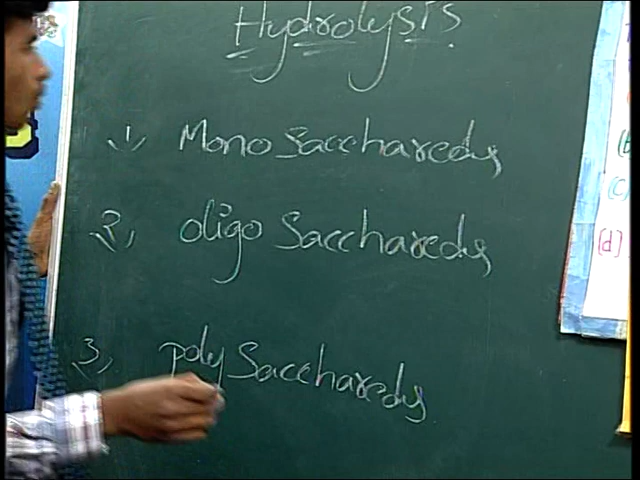 Hydrolysis
1, Mono Saccharedy
2, oligo Saccharedy
3, poly Saccharedy
(b
(c)
(d)